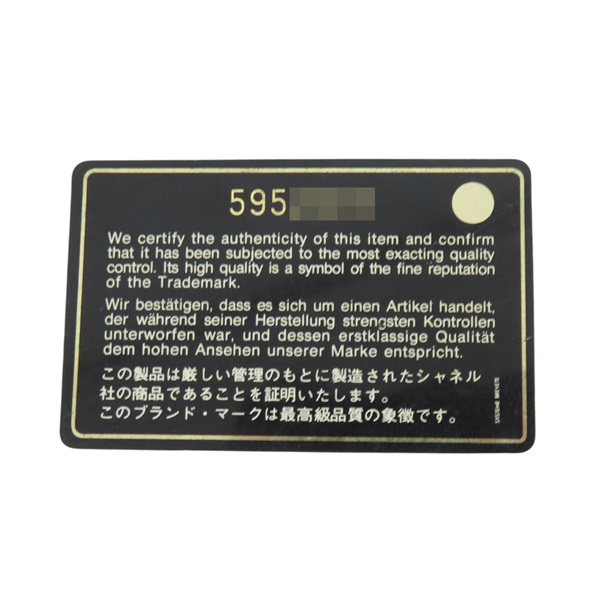 595
We certify the authenticity of this item and confirm
that it has been subjected to the most exacting quality
control. Its high quality is a symbol of the fine reputation
of the Trademark.
Wir bestätigen, dass es sich um einen Artikel handelt,
der während seiner Herstellung strengsten Kontrollen
unterworfen war, und dessen erstklassige Qualität
dem hohen Ansehen unserer Marke entspricht.
この製品は厳しい管理のもとに製造されたシャネル
社の商品であることを証明いたします。
このブランド・マークは最高級品質の象徴です。
SYSTEME BREVETE